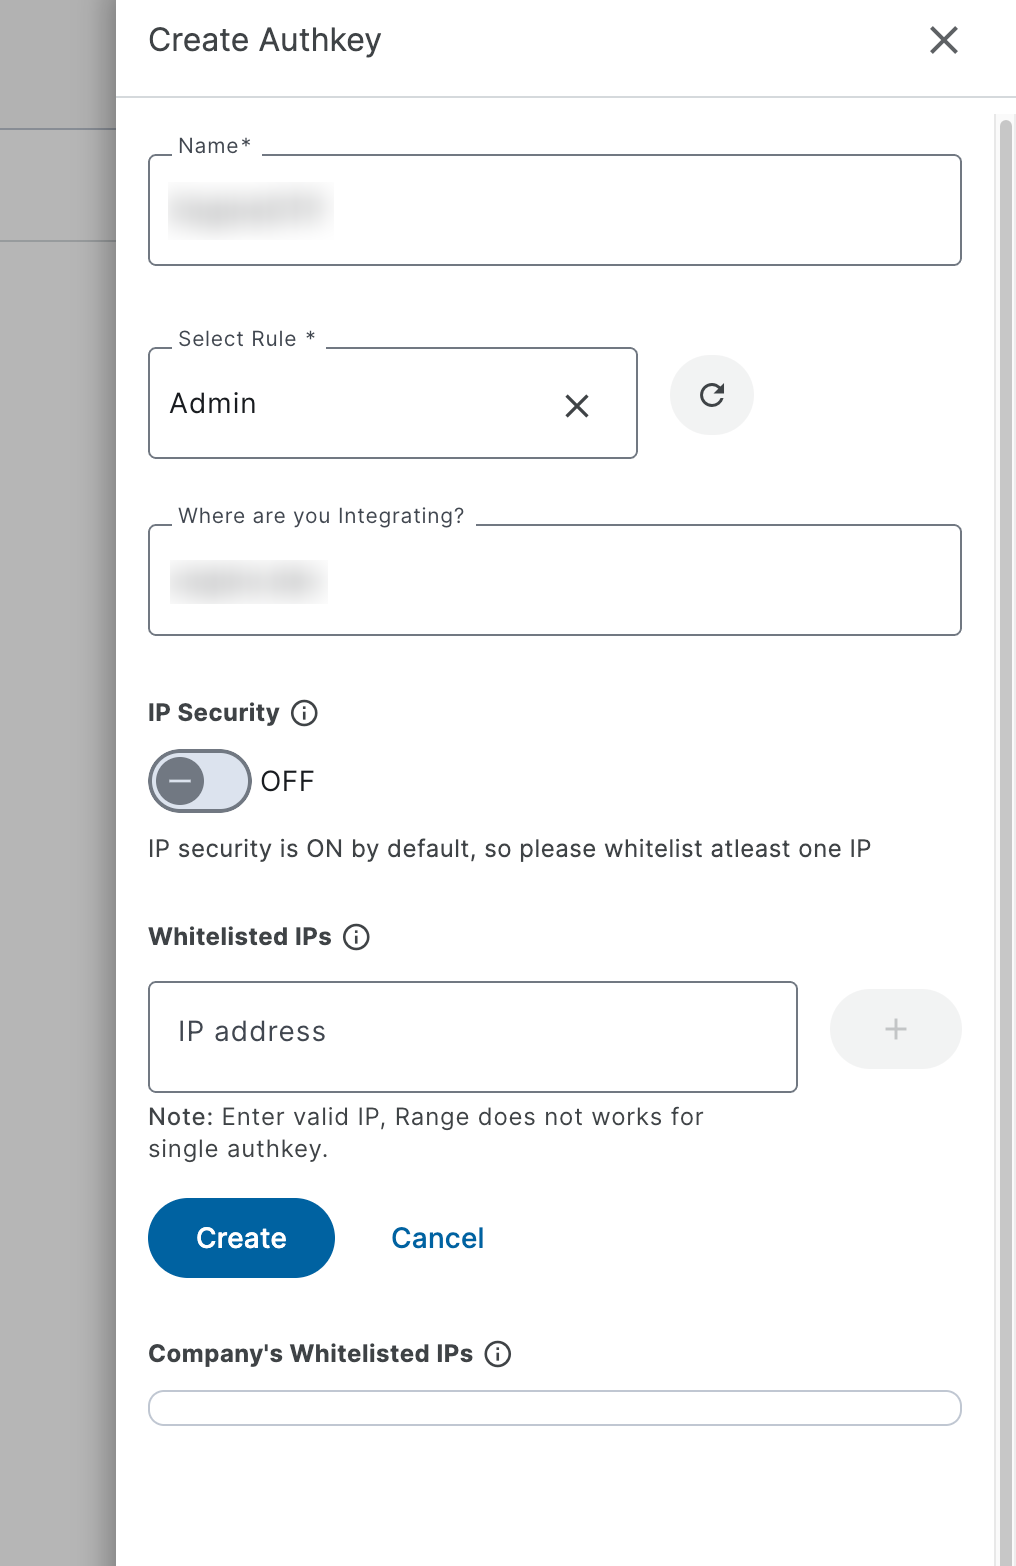 Create Authkey
Name*
Select Rule *
Admin
Where are you Integrating?
IP Security
OFF
IP security is ON by default, so please whitelist atleast one IP
Whitelisted IPs
IP address
Note: Enter valid IP, Range does not works for
single authkey.
Create
Cancel
Company's Whitelisted IPs